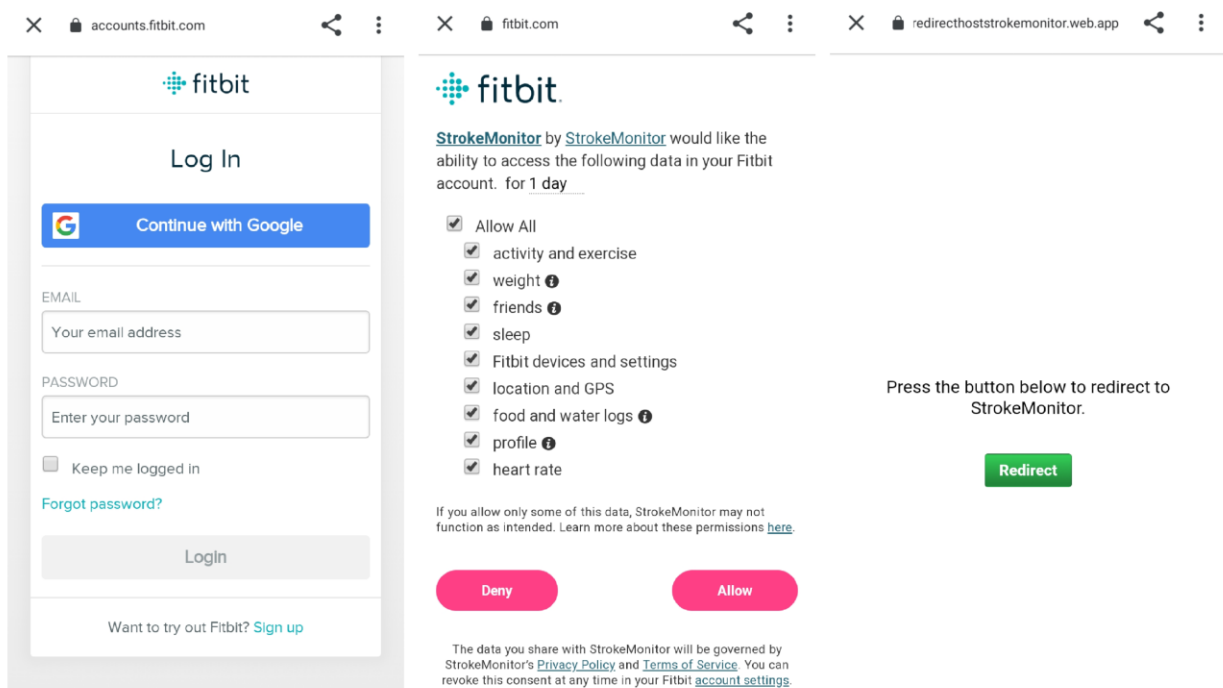 accounts.fitbit.com
fitbit
Log In
Continue with Google
EMAIL
Your email address
PASSWORD
Enter your password
Keep me logged in
Forgot password?
Login
Want to try out Fitbit? Sign up
fitbit.com
fitbit.
StrokeMonitor by StrokeMonitor would like the
ability to access the following data in your Fitbit
account. for 1 day
Allow All
activity and exercise
weight
friends
sleep
Fitbit devices and settings
location and GPS
food and water logs
profile
heart rate
If you allow only some of this data, StrokeMonitor may not
function as intended. Learn more about these permissions here.
Deny
Allow
The data you share with StrokeMonitor will be governed by
StrokeMonitor's Privacy Policy and Terms of Service. You can
revoke this consent at any time in your Fitbit account settings.
redirecthoststrokemonitor.web.app
Press the button below to redirect to
StrokeMonitor.
Redirect